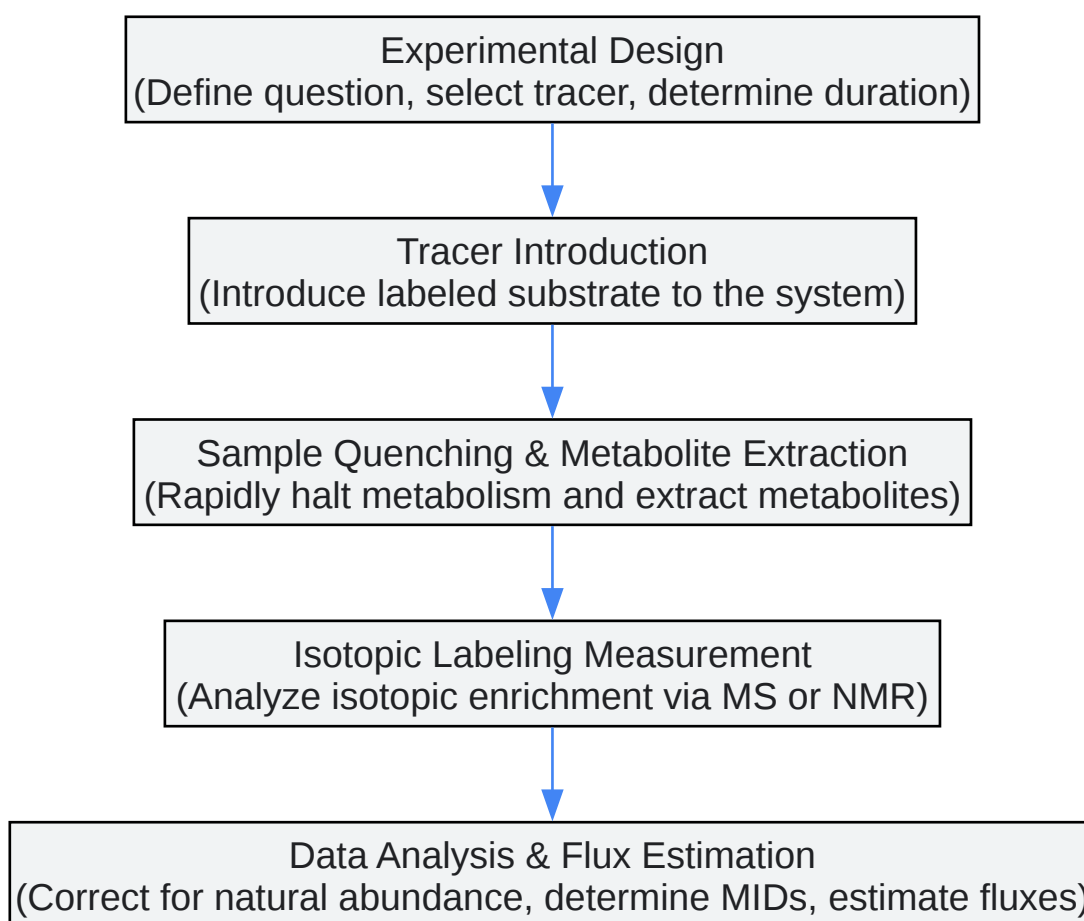 Experimental Design
(Define question, select tracer, determine duration)
Tracer Introduction
(Introduce labeled substrate to the system)
Sample Quenching & Metabolite Extraction
(Rapidly halt metabolism and extract metabolites)
Isotopic Labeling Measurement
(Analyze isotopic enrichment via MS or NMR)
Data Analysis & Flux Estimation
(Correct for natural abundance, determine MIDs, estimate fluxes)